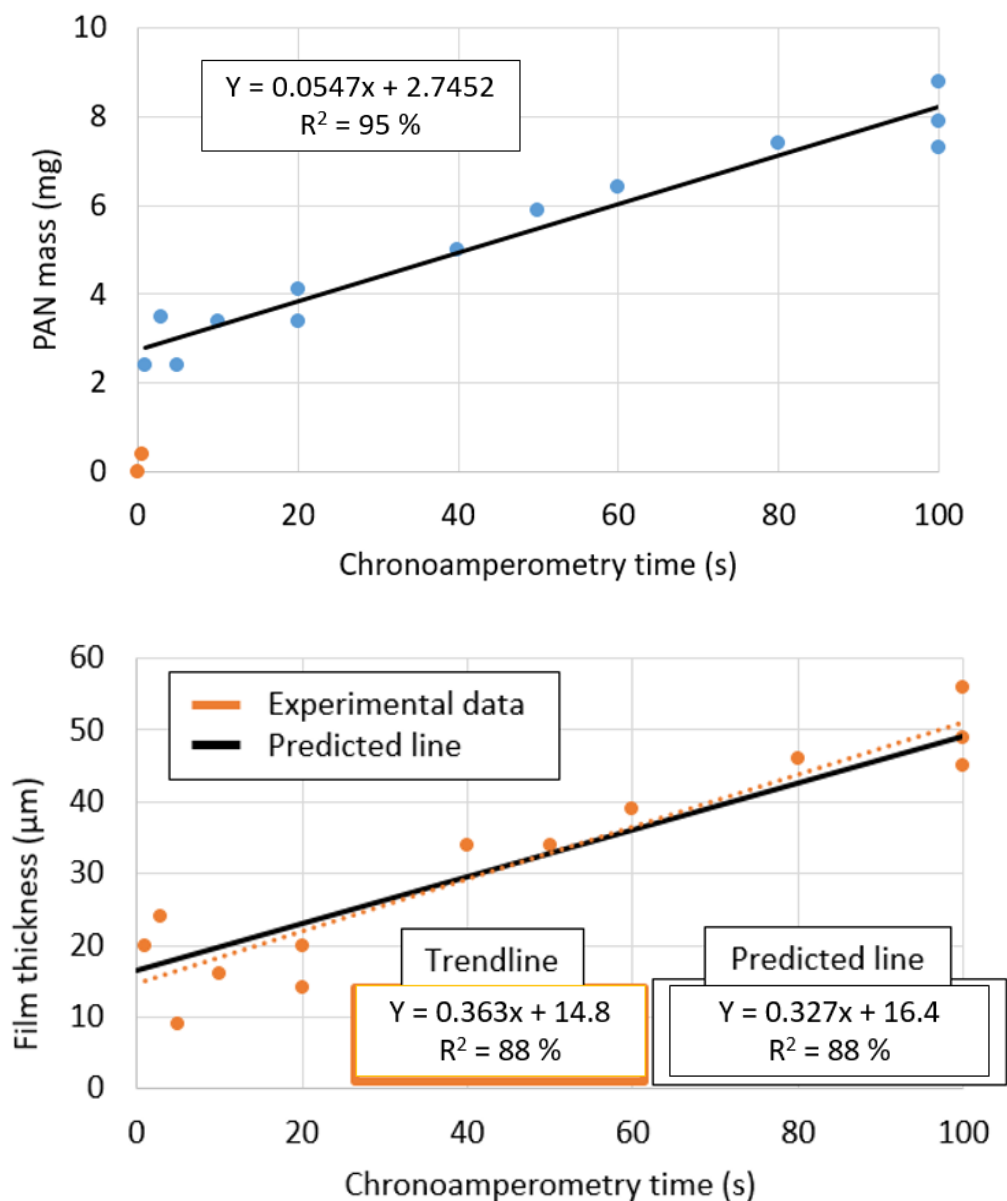 10
Y = 0.0547x + 2.7452
R² = 95 %
8
6
4
2
0
PAN mass (mg)
0 20 40 60 80 100
Chronoamperometry time (s)
60
Experimental data
50
Predicted line
40
30
20
10
0
Film thickness (µm)
Trendline
Y = 0.363x + 14.8
R² = 88 %
Predicted line
Y = 0.327x + 16.4
R² = 88 %
0 20 40 60 80 100
Chronoamperometry time (s)